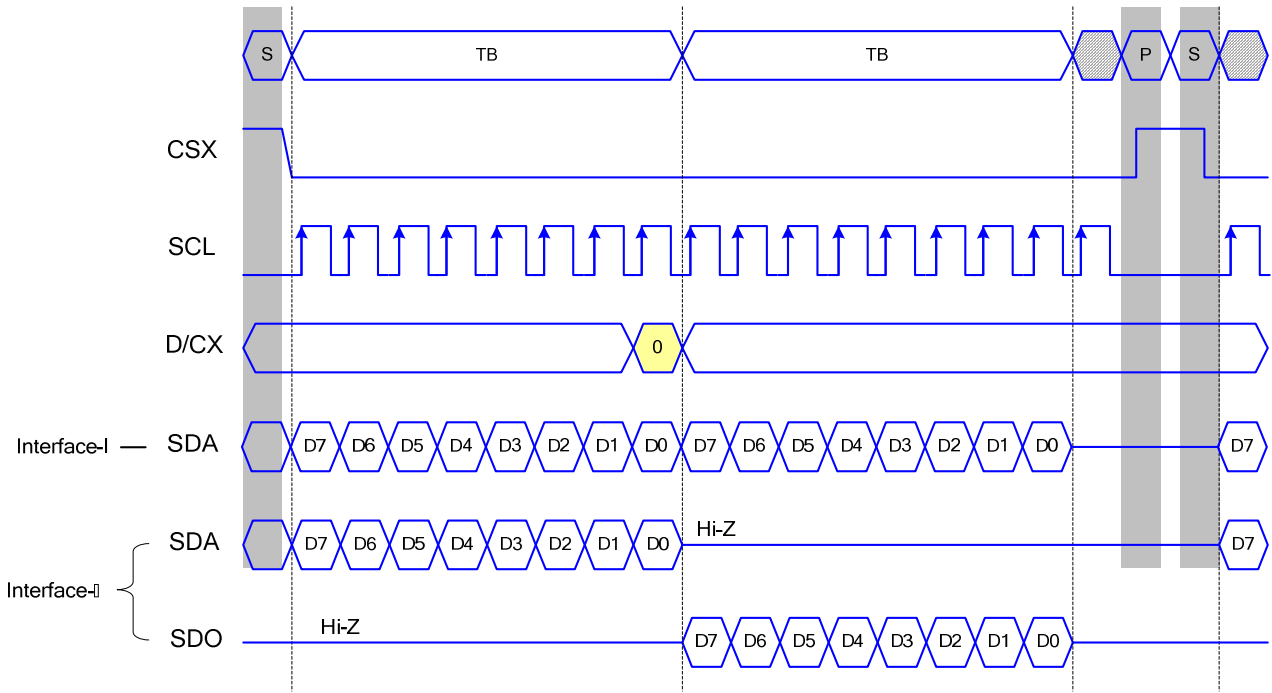 S TB TB P S
CSX
SCL
D/CX 0
Interface-I SDA D7 D6 D5 D4 D3 D2 D1 D0 D7 D6 D5 D4 D3 D2 D1 D0 D7
SDA D7 D6 D5 D4 D3 D2 D1 D0 Hi-Z D7
Interface-▯
SDO Hi-Z D7 D6 D5 D4 D3 D2 D1 D0